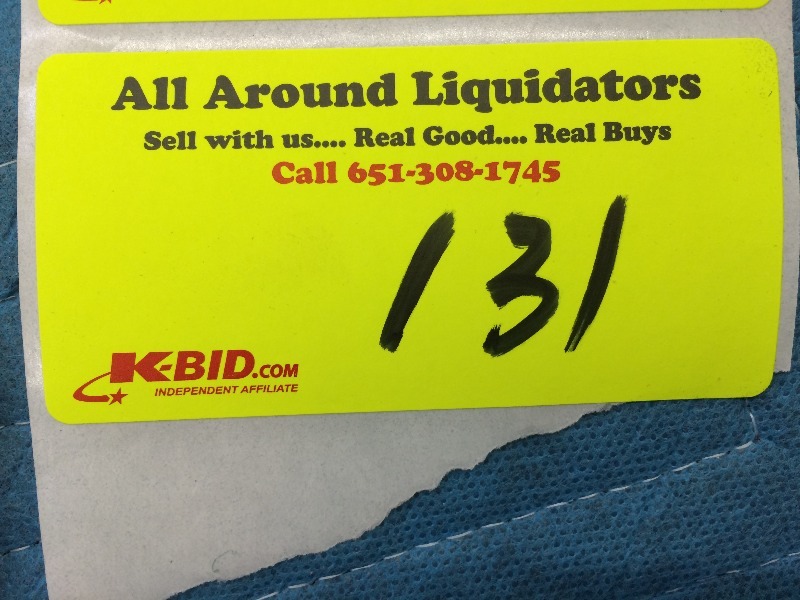 All Around Liquidators
Sell with us.... Real Good.... Real Buys
Call 651-308-1745
131
K-BID.COM
INDEPENDENT AFFILIATE